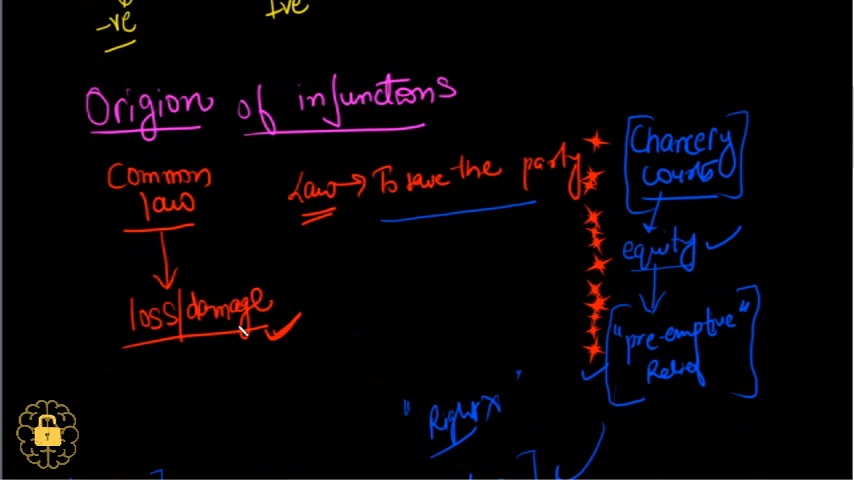 -ve
+ve
Origion of injunctions
Common
law
Law → To save the party
loss/damage
Chancery
courts
equity
"pre-emptive"
Relief
"Right X"